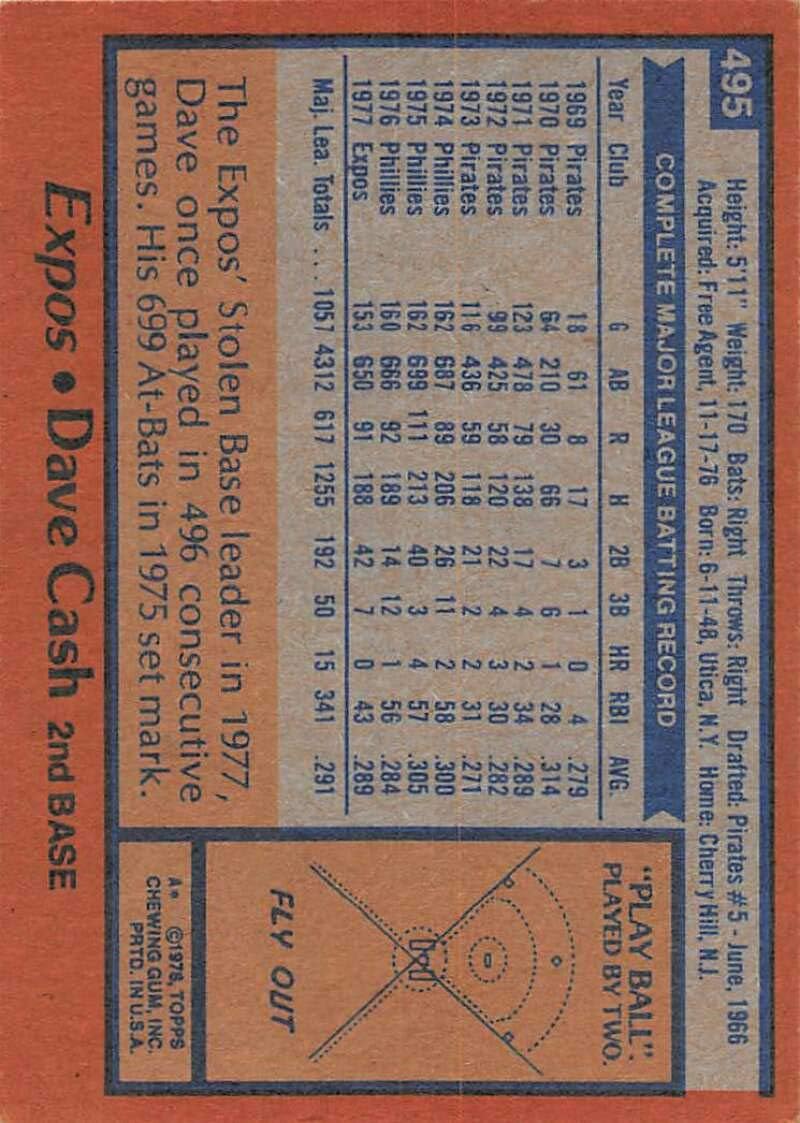 495
Height: 5'11" Weight: 170 Bats: Right Throws: Right Drafted: Pirates #5 - June, 1966
Acquired: Free Agent, 11-17-76 Born: 6-11-48, Utica, N.Y. Home: Cherry Hill, N.J.
COMPLETE MAJOR LEAGUE BATTING RECORD
Year Club G AB R H 2B 3B HR RBI AVG.
1969 Pirates 18 61 8 17 3 1 0 4 .279
1970 Pirates 64 210 30 66 7 6 1 28 .314
1971 Pirates 123 478 79 138 17 4 2 34 .289
1972 Pirates 99 425 58 120 22 4 3 30 .282
1973 Pirates 116 436 59 118 21 2 2 31 .271
1974 Phillies 162 687 89 206 26 11 2 58 .300
1975 Phillies 162 699 111 213 40 3 4 57 .305
1976 Phillies 160 666 92 189 14 12 1 56 .284
1977 Expos 153 650 91 188 42 7 0 43 .289
Maj. Lea. Totals ... 1057 4312 617 1255 192 50 15 341 .291
The Expos' Stolen Base leader in 1977,
Dave once played in 496 consecutive
games. His 699 At-Bats in 1975 set mark.
"PLAY BALL":
PLAYED BY TWO.
FLY OUT
A** ©1978, TOPPS
CHEWING GUM, INC.
PRTD. IN U.S.A.
Expos • Dave Cash 2nd BASE